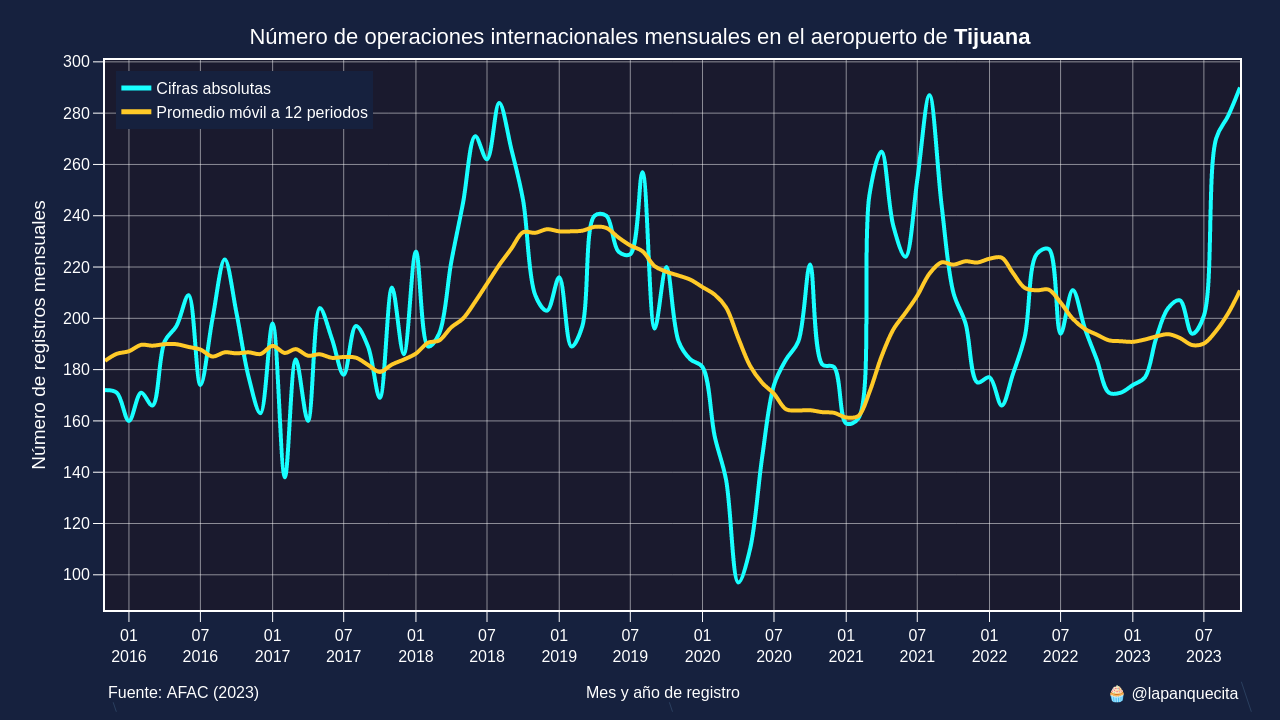 Número de operaciones internacionales mensuales en el aeropuerto de Tijuana
Cifras absolutas
Promedio móvil a 12 periodos
Número de registros mensuales
300
280
260
240
220
200
180
160
140
120
100
01 07 01 07 01 07 01 07 01 07 01 07 01 07 01 07
2016 2016 2017 2017 2018 2018 2019 2019 2020 2020 2021 2021 2022 2022 2023 2023
Fuente: AFAC (2023)
Mes y año de registro
🧁 @lapanquecita